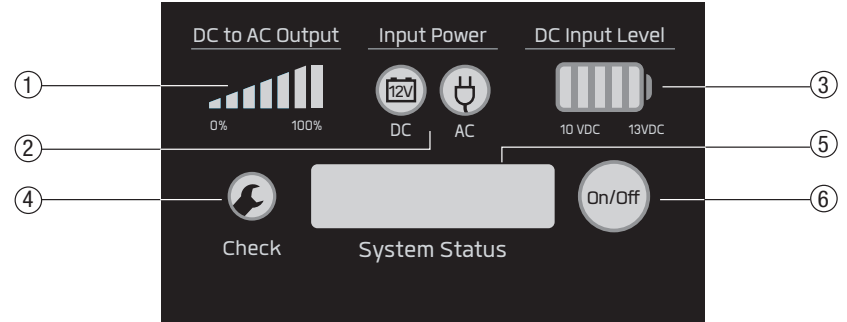 DC to AC Output Input Power DC Input Level
① ③
12V
0% 100% DC AC 10 VDC 13VDC
② ⑤
④ On/Off ⑥
Check System Status